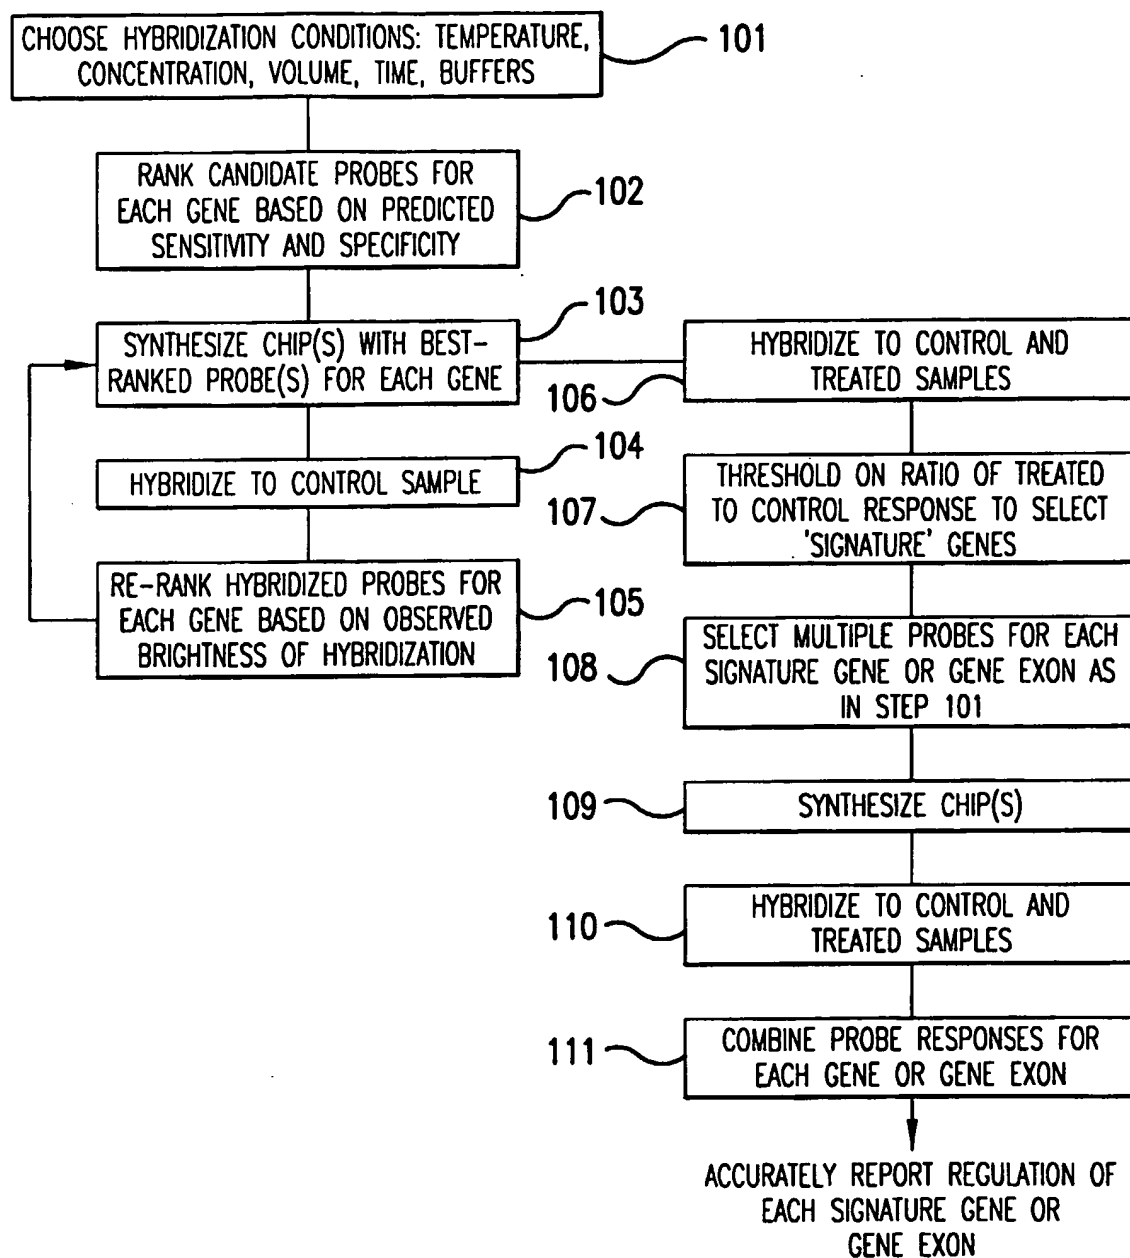 CHOOSE HYBRIDIZATION CONDITIONS: TEMPERATURE,
CONCENTRATION, VOLUME, TIME, BUFFERS
101
RANK CANDIDATE PROBES FOR
EACH GENE BASED ON PREDICTED
SENSITIVITY AND SPECIFICITY
102
SYNTHESIZE CHIP(S) WITH BEST-
RANKED PROBE(S) FOR EACH GENE
103
HYBRIDIZE TO CONTROL SAMPLE
104
RE-RANK HYBRIDIZED PROBES FOR
EACH GENE BASED ON OBSERVED
BRIGHTNESS OF HYBRIDIZATION
105
HYBRIDIZE TO CONTROL AND
TREATED SAMPLES
106
THRESHOLD ON RATIO OF TREATED
TO CONTROL RESPONSE TO SELECT
'SIGNATURE' GENES
107
SELECT MULTIPLE PROBES FOR EACH
SIGNATURE GENE OR GENE EXON AS
IN STEP 101
108
SYNTHESIZE CHIP(S)
109
HYBRIDIZE TO CONTROL AND
TREATED SAMPLES
110
COMBINE PROBE RESPONSES FOR
EACH GENE OR GENE EXON
111
ACCURATELY REPORT REGULATION OF
EACH SIGNATURE GENE OR
GENE EXON